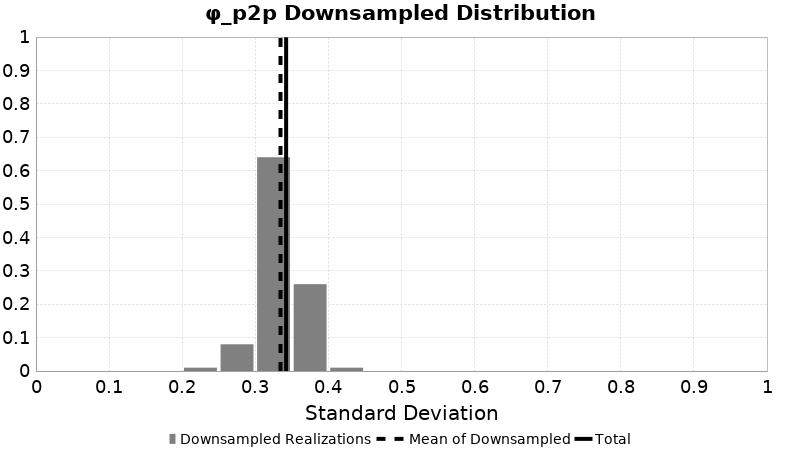 φ_p2p Downsampled Distribution
1
0.9
0.8
0.7
0.6
0.5
0.4
0.3
0.2
0.1
0
0 0.1 0.2 0.3 0.4 0.5 0.6 0.7 0.8 0.9 1
Standard Deviation
Downsampled Realizations Mean of Downsampled Total